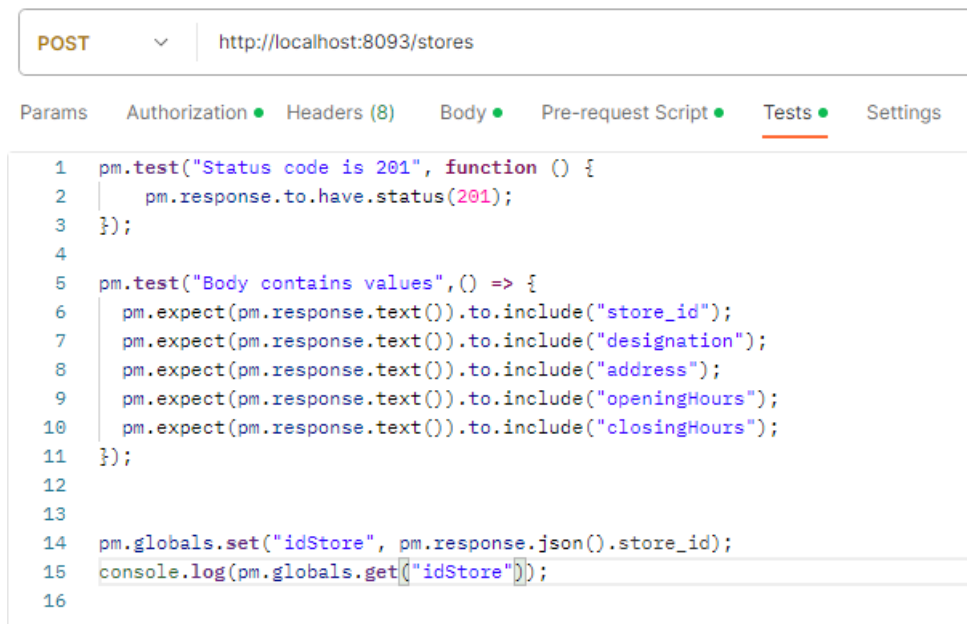 POST http://localhost:8093/stores
Params Authorization Headers (8) Body Pre-request Script Tests Settings
1 pm.test("Status code is 201", function () {
2 pm.response.to.have.status(201);
3 });
4
5 pm.test("Body contains values",() => {
6 pm.expect(pm.response.text()).to.include("store_id");
7 pm.expect(pm.response.text()).to.include("designation");
8 pm.expect(pm.response.text()).to.include("address");
9 pm.expect(pm.response.text()).to.include("openingHours");
10 pm.expect(pm.response.text()).to.include("closingHours");
11 });
12
13
14 pm.globals.set("idStore", pm.response.json().store_id);
15 console.log(pm.globals.get("idStore"));
16